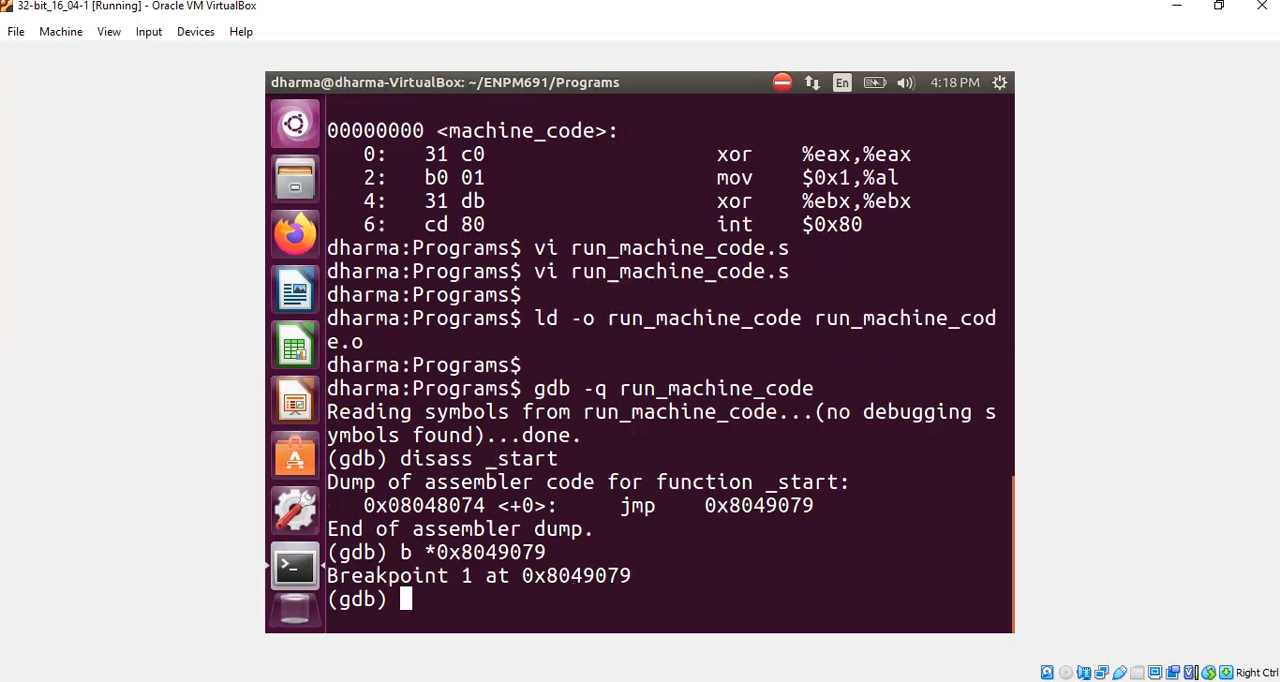 32-bit_16_04-1 [Running] - Oracle VM VirtualBox
File Machine View Input Devices Help
dharma@dharma-VirtualBox: ~/ENPM691/Programs En 4:18 PM
00000000 <machine_code>:
0: 31 c0 xor %eax,%eax
2: b0 01 mov $0x1,%al
4: 31 db xor %ebx,%ebx
6: cd 80 int $0x80
dharma:Programs$ vi run_machine_code.s
dharma:Programs$ vi run_machine_code.s
dharma:Programs$
dharma:Programs$ ld -o run_machine_code run_machine_cod
e.o
dharma:Programs$
dharma:Programs$ gdb -q run_machine_code
Reading symbols from run_machine_code...(no debugging s
ymbols found)...done.
(gdb) disass _start
Dump of assembler code for function _start:
0x08048074 <+0>: jmp 0x8049079
End of assembler dump.
(gdb) b *0x8049079
Breakpoint 1 at 0x8049079
(gdb)
Right Ctrl